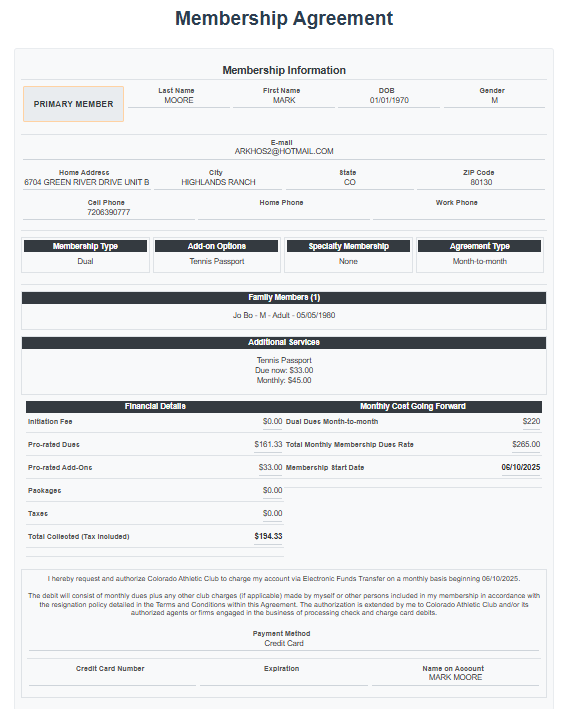 Membership Agreement
Membership Information
PRIMARY MEMBER
Last Name First Name DOB Gender
MOORE MARK 01/01/1970 M
E-mail
ARKHOS2@HOTMAIL.COM
Home Address City State ZIP Code
6704 GREEN RIVER DRIVE UNIT B HIGHLANDS RANCH CO 80130
Cell Phone Home Phone Work Phone
7206390777
Membership Type Add-on Options Specialty Membership Agreement Type
Dual Tennis Passport None Month-to-month
Family Members (1)
Jo Bo - M - Adult - 05/05/1980
Additional Services
Tennis Passport
Due now: $33.00
Monthly: $45.00
Financial Details Monthly Cost Going Forward
Initiation Fee $0.00 Dual Dues Month-to-month $220
Pro-rated Dues $161.33 Total Monthly Membership Dues Rate $265.00
Pro-rated Add-Ons $33.00 Membership Start Date 06/10/2025
Packages $0.00
Taxes $0.00
Total Collected (Tax Included) $194.33
I hereby request and authorize Colorado Athletic Club to charge my account via Electronic Funds Transfer on a monthly basis beginning 06/10/2025.
The debit will consist of monthly dues plus any other club charges (if applicable) made by myself or other persons included in my membership in accordance with
the resignation policy detailed in the Terms and Conditions within this Agreement. The authorization is extended by me to Colorado Athletic Club and/or its
authorized agents or firms engaged in the business of processing check and charge card debits.
Payment Method
Credit Card
Credit Card Number Expiration Name on Account
MARK MOORE